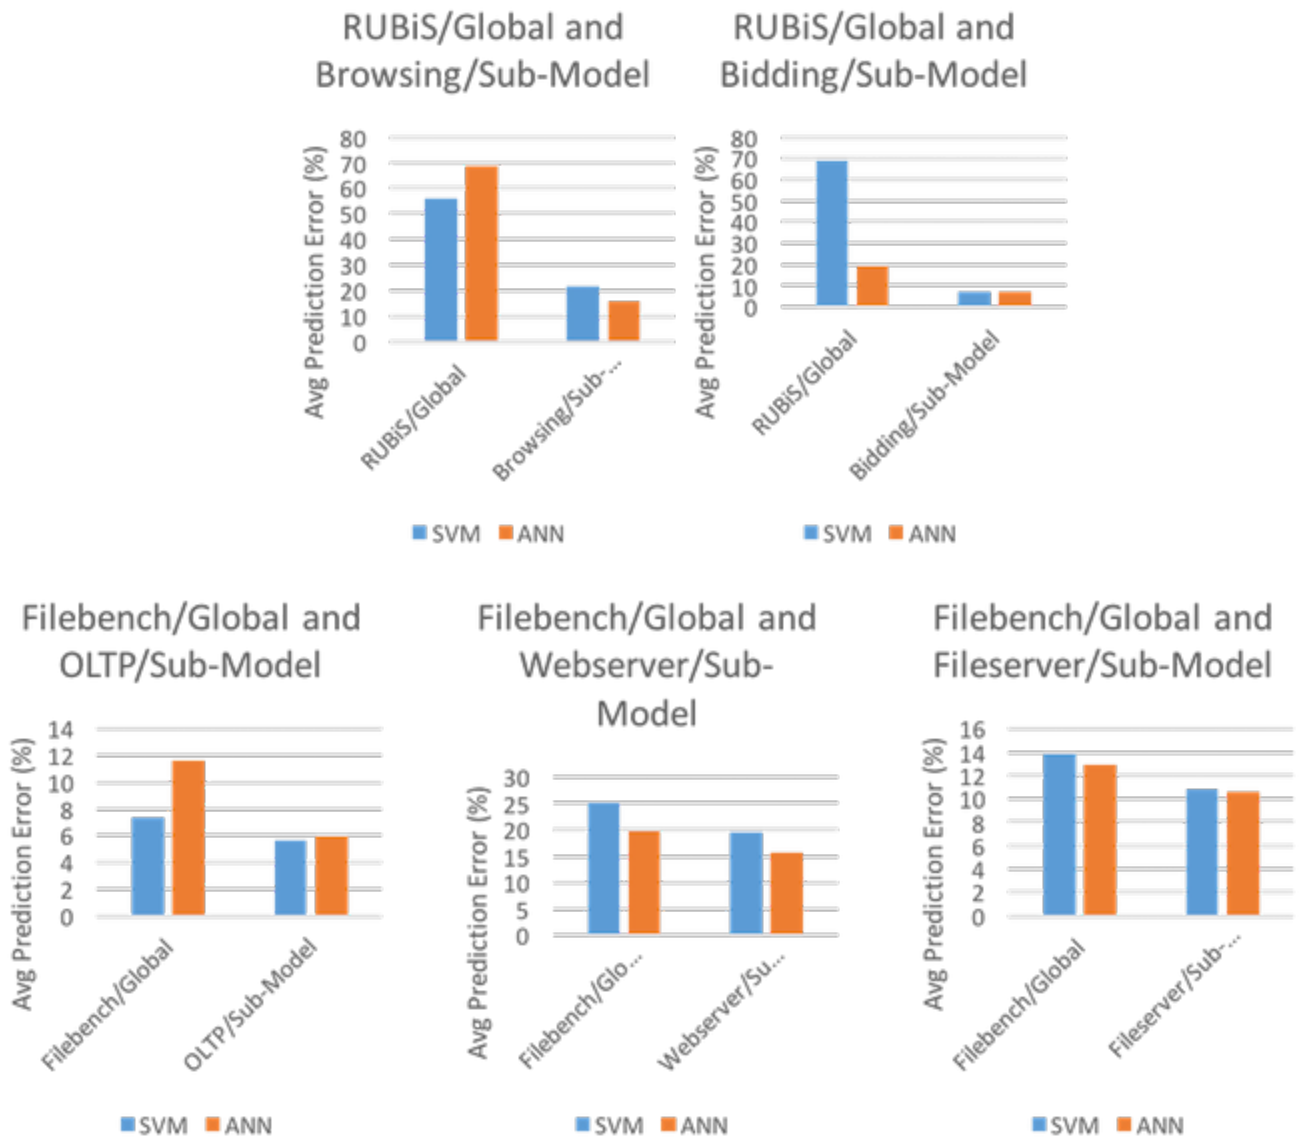 RUBiS/Global and
Browsing/Sub-Model
Avg Prediction Error (%)
80
70
60
50
40
30
20
10
0
RUBiS/Global
Browsing/Sub-...
SVM ANN
RUBiS/Global and
Bidding/Sub-Model
Avg Prediction Error (%)
80
70
60
50
40
30
20
10
0
RUBiS/Global
Bidding/Sub-Model
SVM ANN
Filebench/Global and
OLTP/Sub-Model
Avg Prediction Error (%)
14
12
10
8
6
4
2
0
Filebench/Global
OLTP/Sub-Model
SVM ANN
Filebench/Global and
Webserver/Sub-
Model
Avg Prediction Error (%)
30
25
20
15
10
5
0
Filebench/Glo...
Webserver/Su...
SVM ANN
Filebench/Global and
Fileserver/Sub-Model
Avg Prediction Error (%)
16
14
12
10
8
6
4
2
0
Filebench/Global
Fileserver/Sub-...
SVM ANN